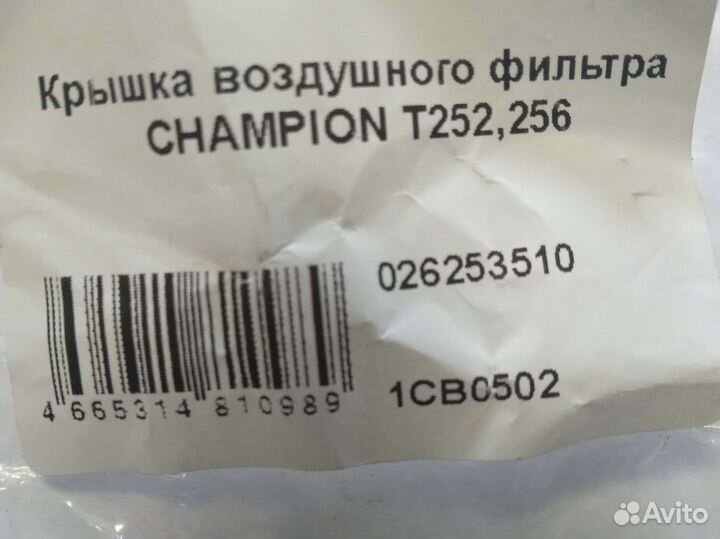 Крышка воздушного фильтра
CHAMPION T252,256
026253510
4 665314 810989
1CB0502
Avito